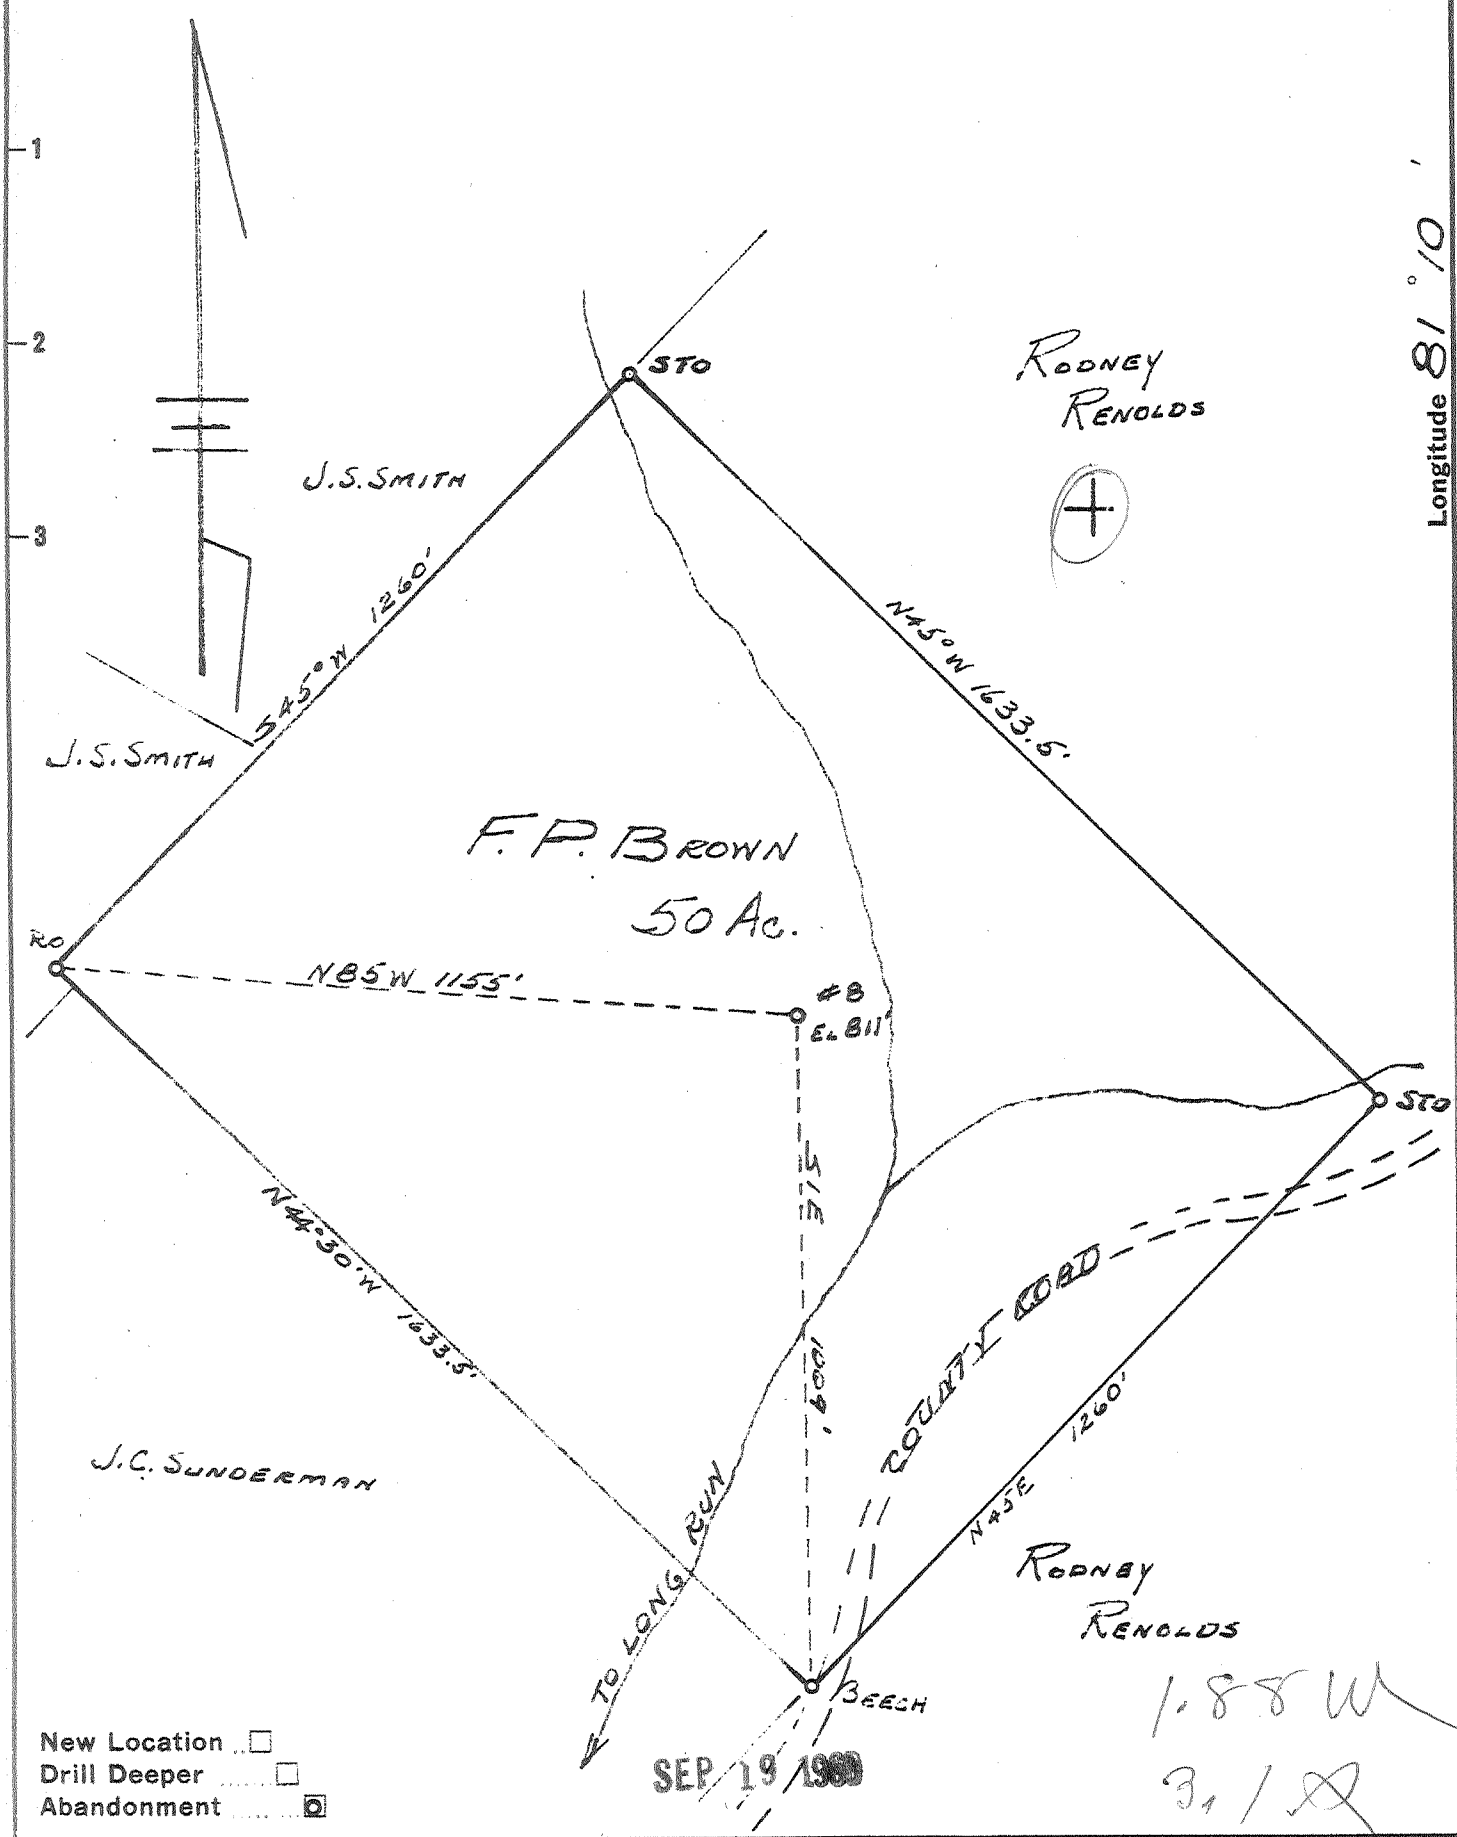 1
2
3
Longitude 81° 10'
STO
RODNEY
RENOLDS
J.S. SMITH
S45°W 1260'
N45°W 1633.5'
J.S. SMITH
F. P. BROWN
50 Ac.
RO
N85W 1155'
#8
EL 811'
STO
S1E
N44°30'W 1633.5'
COUNTY ROAD
1260'
N45E
J.C. SUNDERMAN
TO LONG RUN
RODNEY
RENOLDS
BEECH
1.88 W
New Location
Drill Deeper
Abandonment
SEP 19